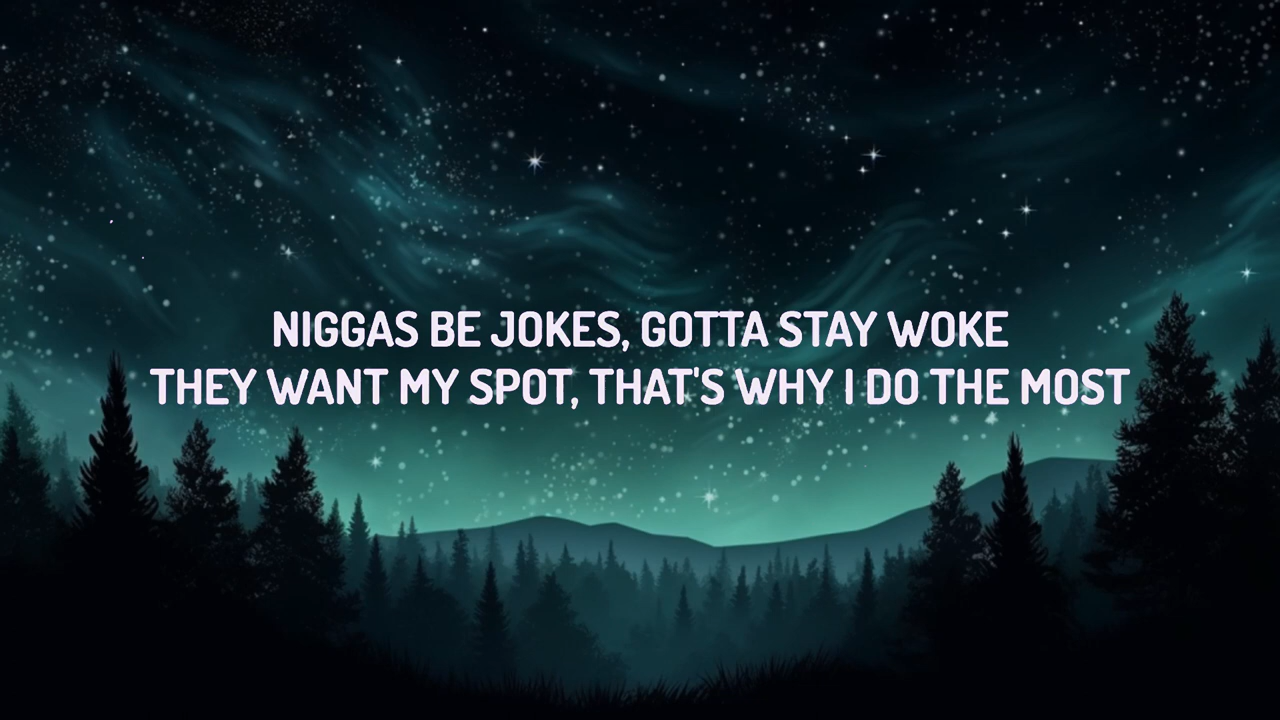 NIGGAS BE JOKES, GOTTA STAY WOKE
THEY WANT MY SPOT, THAT'S WHY I DO THE MOST